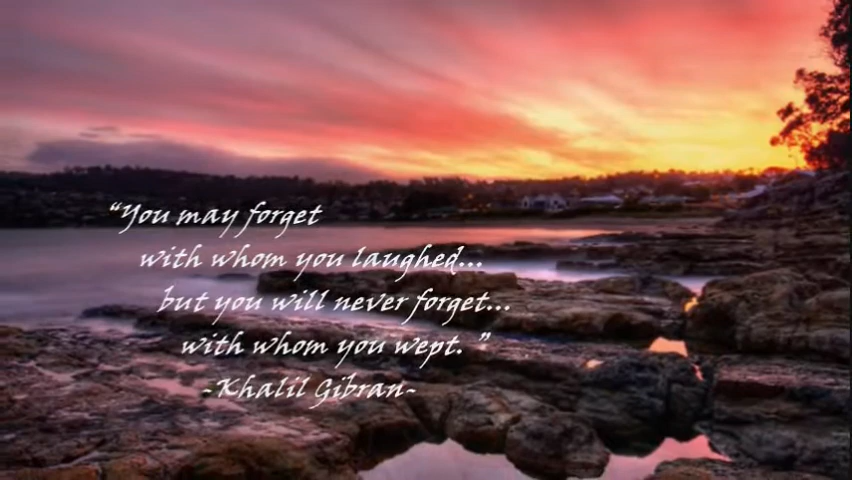 “You may forget
with whom you laughed...
but you will never forget...
with whom you wept. ”
-Khalil Gibran-